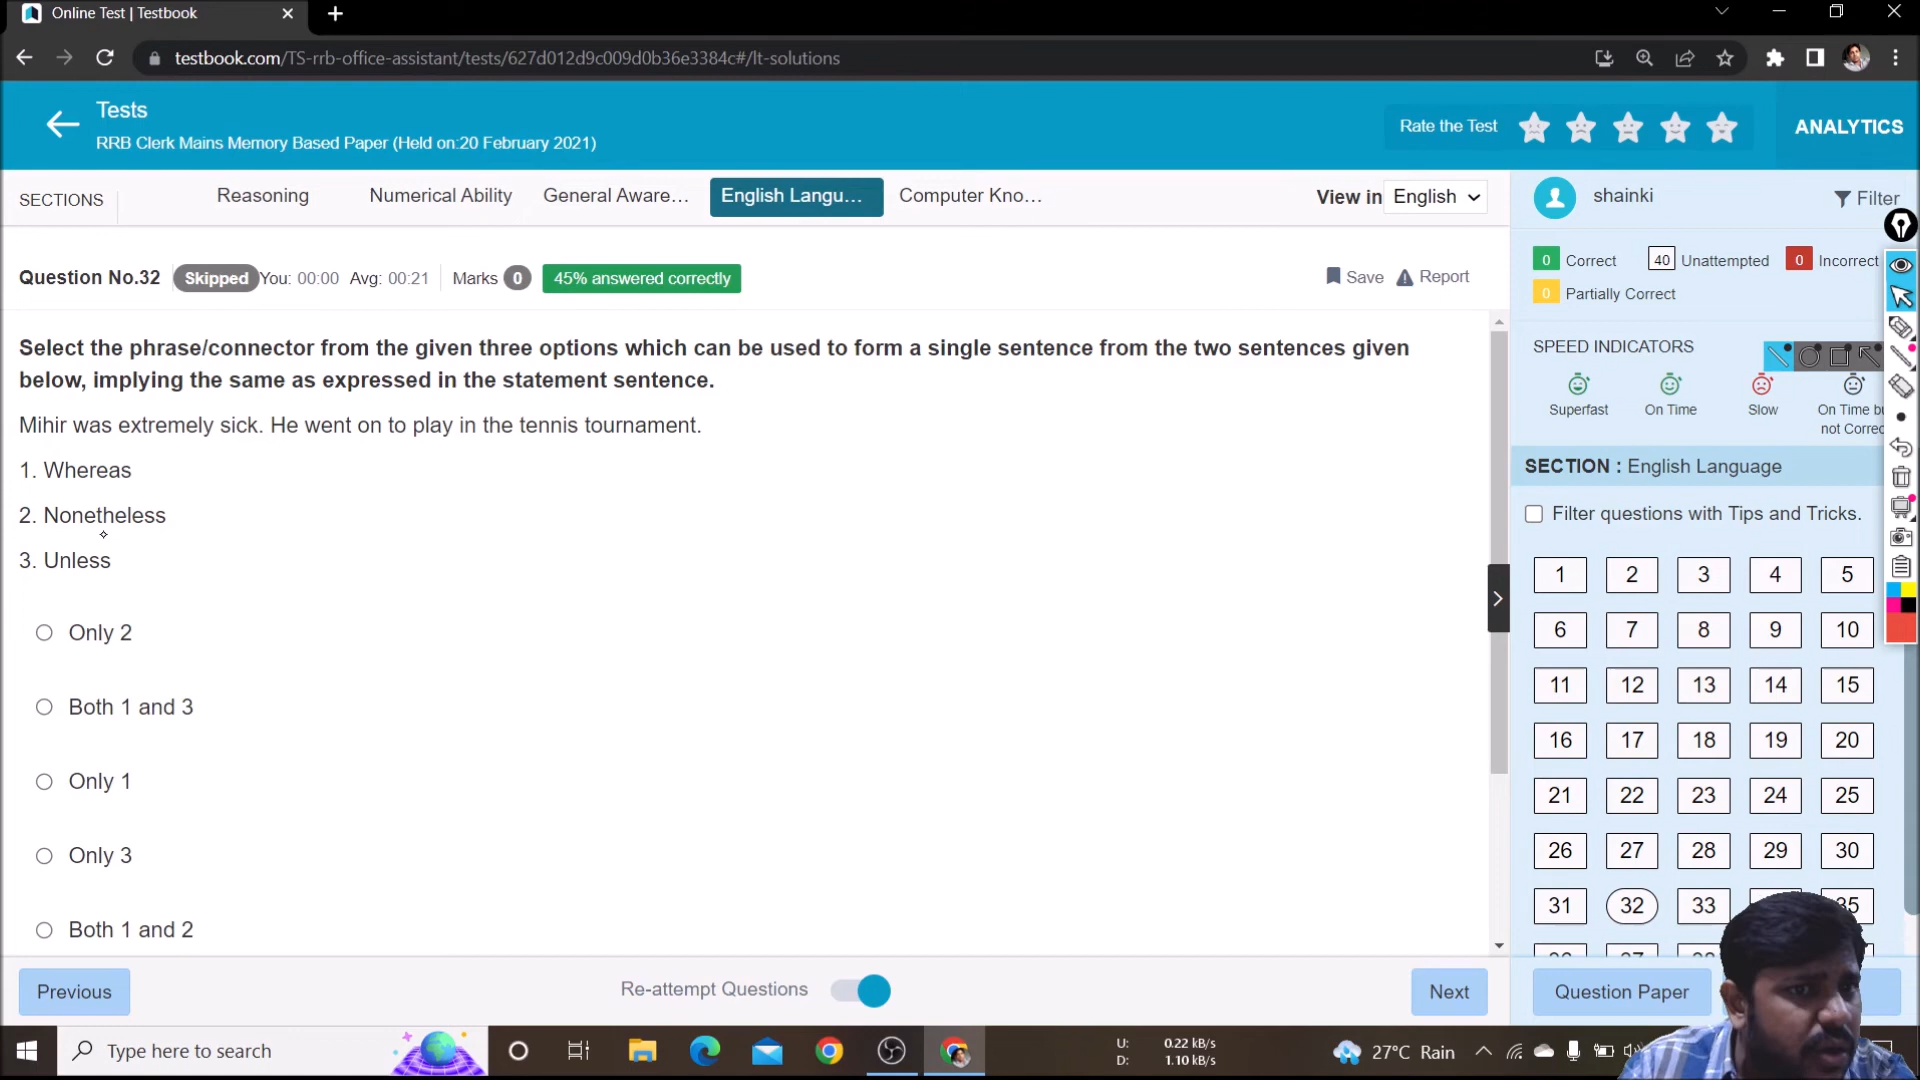 Online Test | Testbook
testbook.com/TS-rrb-office-assistant/tests/627d012d9c009d0b36e3384c#/lt-solutions
Tests
RRB Clerk Mains Memory Based Paper (Held on:20 February 2021)
Rate the Test
ANALYTICS
SECTIONS
Reasoning
Numerical Ability
General Aware...
English Langu...
Computer Kno...
View in English
shainki
Filter
Question No.32 Skipped You: 00:00 Avg: 00:21 Marks 0 45% answered correctly
Save Report
0 Correct 40 Unattempted 0 Incorrect
0 Partially Correct
Select the phrase/connector from the given three options which can be used to form a single sentence from the two sentences given
below, implying the same as expressed in the statement sentence.
Mihir was extremely sick. He went on to play in the tennis tournament.
1. Whereas
2. Nonetheless
3. Unless
Only 2
Both 1 and 3
Only 1
Only 3
Both 1 and 2
SPEED INDICATORS
Superfast
On Time
Slow
On Time bu
not Correc
SECTION : English Language
Filter questions with Tips and Tricks.
1 2 3 4 5
6 7 8 9 10
11 12 13 14 15
16 17 18 19 20
21 22 23 24 25
26 27 28 29 30
31 32 33 35
Previous
Re-attempt Questions
Next
Question Paper
Type here to search
U: 0.22 kB/s
D: 1.10 kB/s
27°C Rain